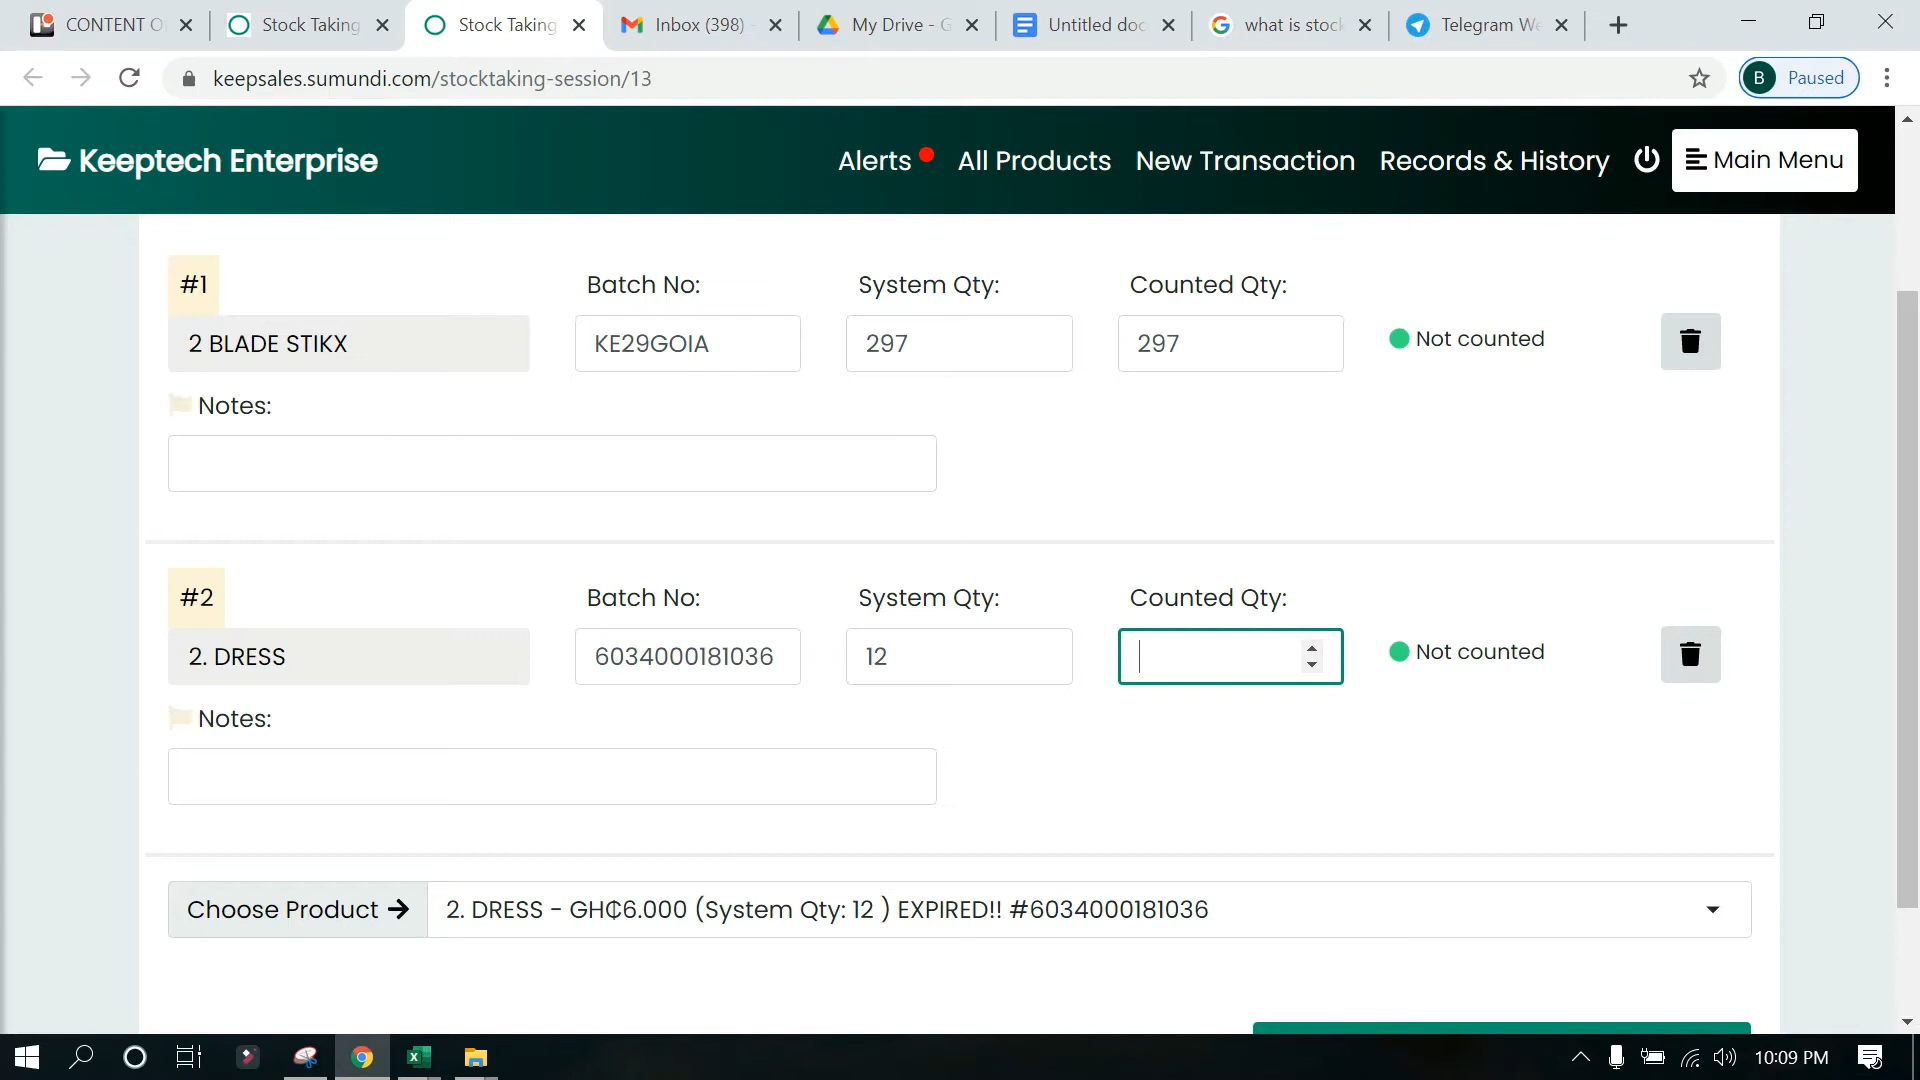 CONTENT O
Stock Taking
Stock Taking
Inbox (398)
My Drive - G
Untitled doc
what is stock
Telegram We
keepsales.sumundi.com/stocktaking-session/13
B Paused
Keeptech Enterprise
Alerts
All Products
New Transaction
Records & History
Main Menu
#1
Batch No:
System Qty:
Counted Qty:
2 BLADE STIKX
KE29GOIA
297
297
Not counted
Notes:
#2
Batch No:
System Qty:
Counted Qty:
2. DRESS
6034000181036
12
Not counted
Notes:
Choose Product →
2. DRESS - GH₵6.000 (System Qty: 12 ) EXPIRED!! #6034000181036
10:09 PM